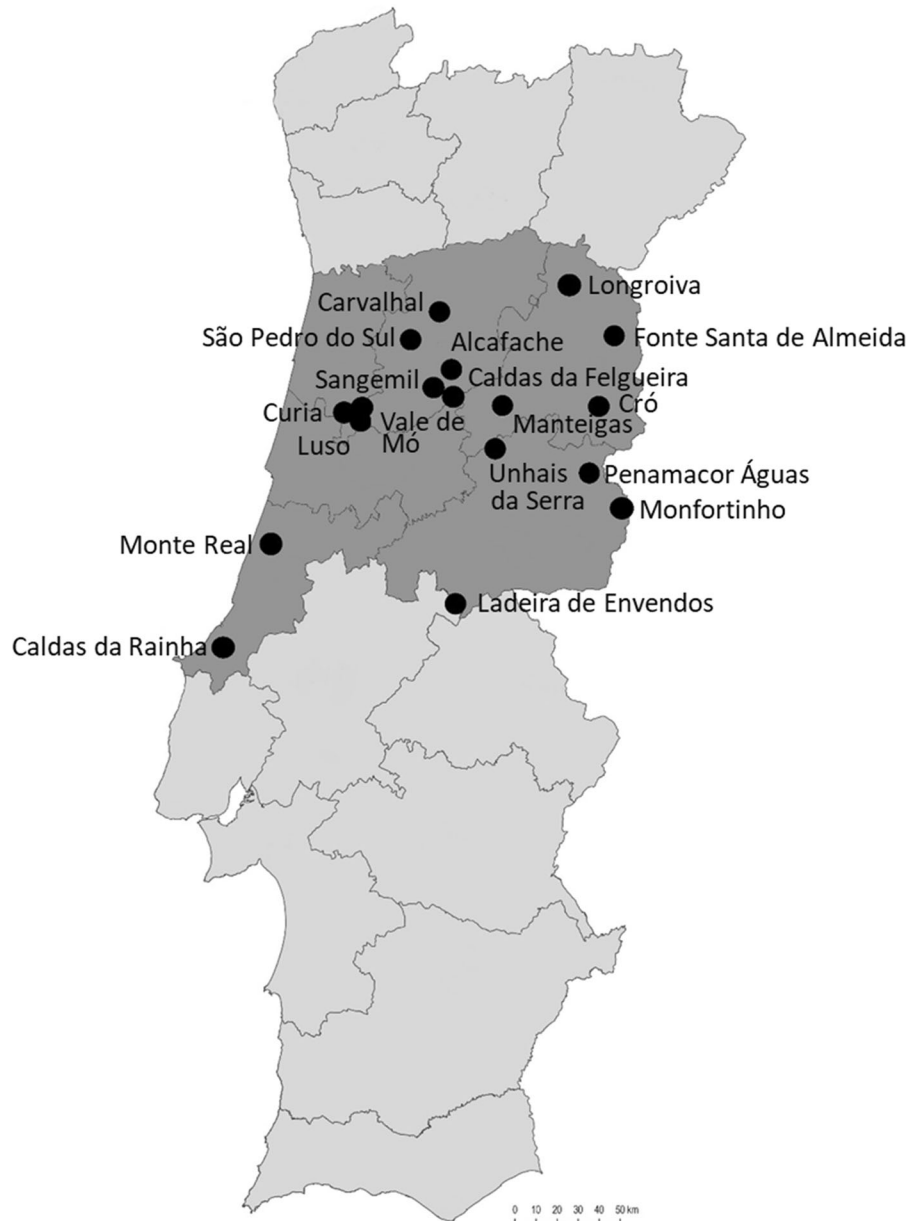 Longroiva
Carvalhal
São Pedro do Sul
Fonte Santa de Almeida
Alcafache
Sangemil
Caldas da Felgueira
Curia
Cró
Vale de
Mó
Manteigas
Luso
Unhais
da Serra
Penamacor Águas
Monfortinho
Monte Real
Ladeira de Envendos
Caldas da Rainha
0 10 20 30 40 50 km